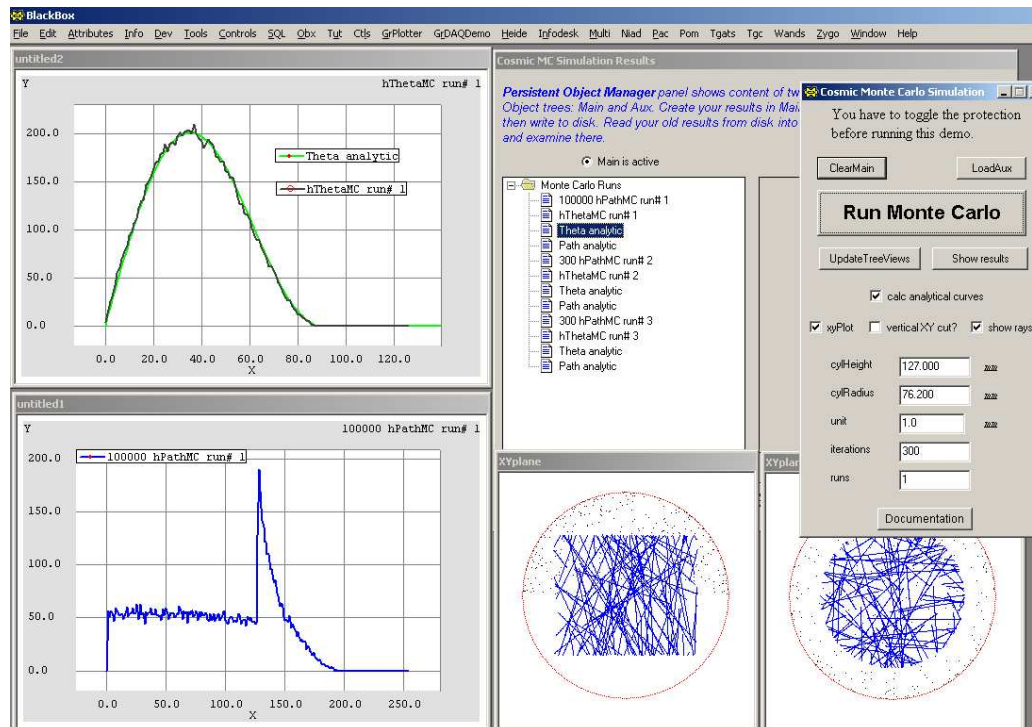 BlackBox
File Edit Attributes Info Dev Tools Controls SQL Obx Tut Ctls GrPlotter GrDAQDemo Heide Infodesk Multi Niad Pac Pom Tgats Tgc Wands Zygo Window Help
untitled2
Y hThetaMC run# 1
200.0
150.0
100.0
50.0
0.0
Theta analytic
hThetaMC run# 1
0.0 20.0 40.0 60.0 80.0 100.0 120.0
X
untitled1
Y 100000 hPathMC run# 1
200.0
150.0
100.0
50.0
0.0
100000 hPathMC run# 1
0.0 50.0 100.0 150.0 200.0 250.0
X
Cosmic MC Simulation Results
Persistent Object Manager panel shows content of tw
Object trees: Main and Aux. Create your results in Mai
then write to disk. Read your old results from disk into
and examine there.
Main is active
Monte Carlo Runs
100000 hPathMC run# 1
hThetaMC run# 1
Theta analytic
Path analytic
300 hPathMC run# 2
hThetaMC run# 2
Theta analytic
Path analytic
300 hPathMC run# 3
hThetaMC run# 3
Theta analytic
Path analytic
XYplane
XYplan
Cosmic Monte Carlo Simulation
You have to toggle the protection
before running this demo.
ClearMain LoadAux
Run Monte Carlo
UpdateTreeViews Show results
calc analytical curves
xyPlot vertical XY cut? show rays
cylHeight 127.000 mm
cylRadius 76.200 mm
unit 1.0 mm
iterations 300
runs 1
Documentation